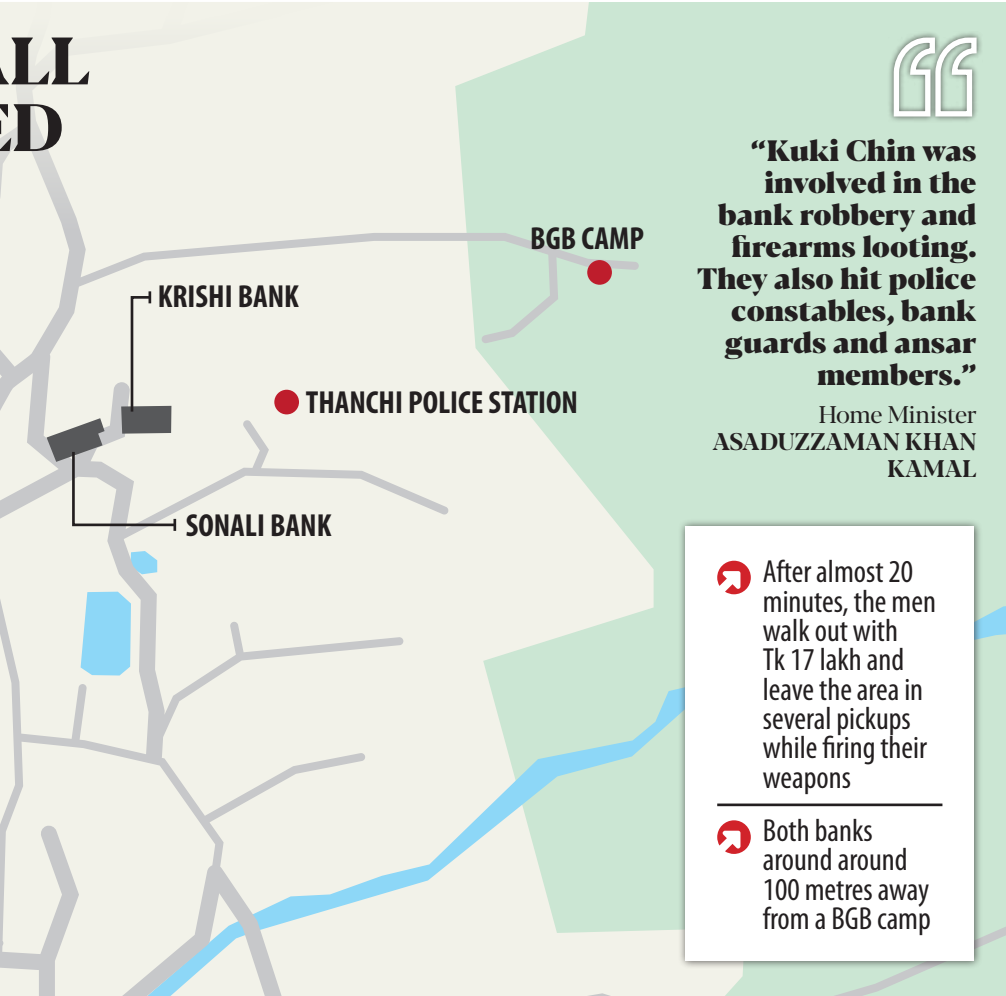 ALL
ED
BGB CAMP
KRISHI BANK
THANCHI POLICE STATION
SONALI BANK
“Kuki Chin was
involved in the
bank robbery and
firearms looting.
They also hit police
constables, bank
guards and ansar
members.”
Home Minister
ASADUZZAMAN KHAN
KAMAL
After almost 20
minutes, the men
walk out with
Tk 17 lakh and
leave the area in
several pickups
while firing their
weapons
Both banks
around around
100 metres away
from a BGB camp